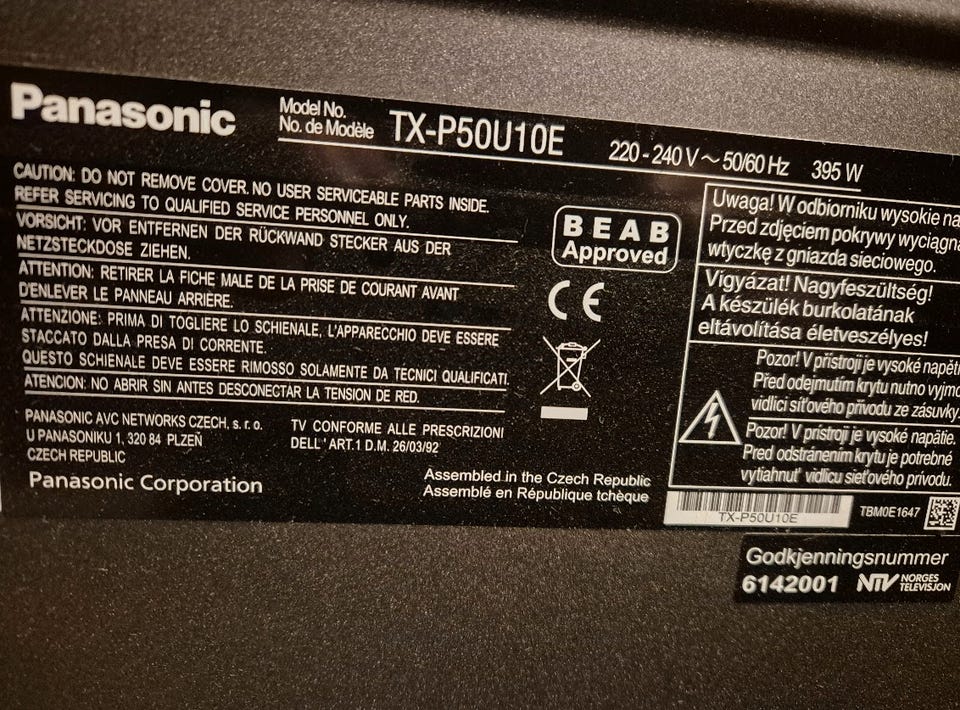 Panasonic
Model No.
No. de Modèle
TX-P50U10E
220 - 240 V ~ 50/60 Hz 395 W
CAUTION: DO NOT REMOVE COVER. NO USER SERVICEABLE PARTS INSIDE.
REFER SERVICING TO QUALIFIED SERVICE PERSONNEL ONLY.
VORSICHT: VOR ENTFERNEN DER RÜCKWAND STECKER AUS DER
NETZSTECKDOSE ZIEHEN.
ATTENTION: RETIRER LA FICHE MALE DE LA PRISE DE COURANT AVANT
D'ENLEVER LE PANNEAU ARRIÈRE.
ATTENZIONE: PRIMA DI TOGLIERE LO SCHIENALE, L'APPARECCHIO DEVE ESSERE
STACCATO DALLA PRESA DI CORRENTE.
QUESTO SCHIENALE DEVE ESSERE RIMOSSO SOLAMENTE DA TECNICI QUALIFICATI.
ATENCION: NO ABRIR SIN ANTES DESCONECTAR LA TENSION DE RED.
PANASONIC AVC NETWORKS CZECH, s. r. o.
U PANASONIKU 1, 320 84 PLZEŇ
CZECH REPUBLIC
Panasonic Corporation
TV CONFORME ALLE PRESCRIZIONI
DELL' ART.1 D.M. 26/03/92
BEAB
Approved
CE
Assembled in the Czech Republic
Assemblé en République tchèque
Uwaga! W odbiorniku wysokie na
Przed zdjęciem pokrywy wyciągna
wtyczkę z gniazda sieciowego.
Vigyázat! Nagyfeszültség!
A készülék burkolatának
eltávolítása életveszélyes!
Pozor! V přístroji je vysoké napětí
Před odejmutím krytu nutno vyjmo
vidlici síťového přívodu ze zásuvky.
Pozor! V prístroji je vysoké napätie.
Pred odstránením krytu je potrebné
vytiahnuť vidlicu sieťového prívodu.
TX-P50U10E
TBM0E1647
Godkjenningsnummer
6142001 NTV NORGES
TELEVISJON